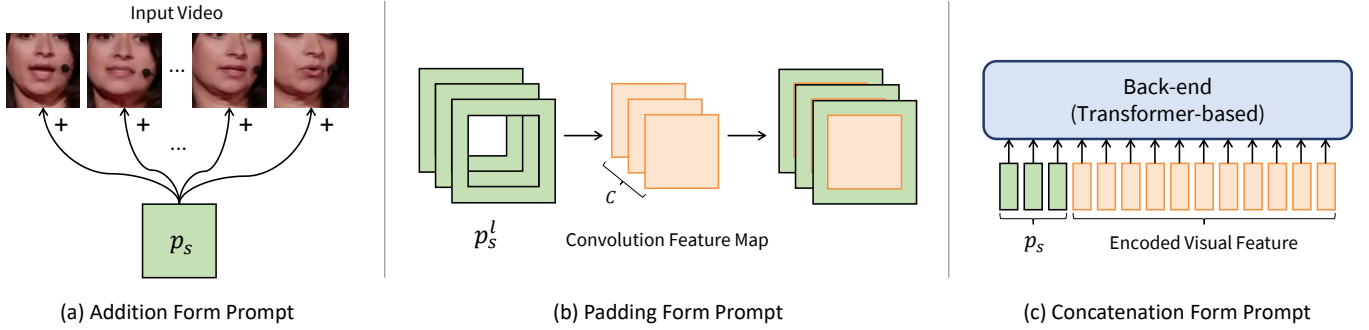 Input Video
...
+ + + +
...
p_s
(a) Addition Form Prompt
C
p_s^l
Convolution Feature Map
(b) Padding Form Prompt
Back-end
(Transformer-based)
p_s
Encoded Visual Feature
(c) Concatenation Form Prompt